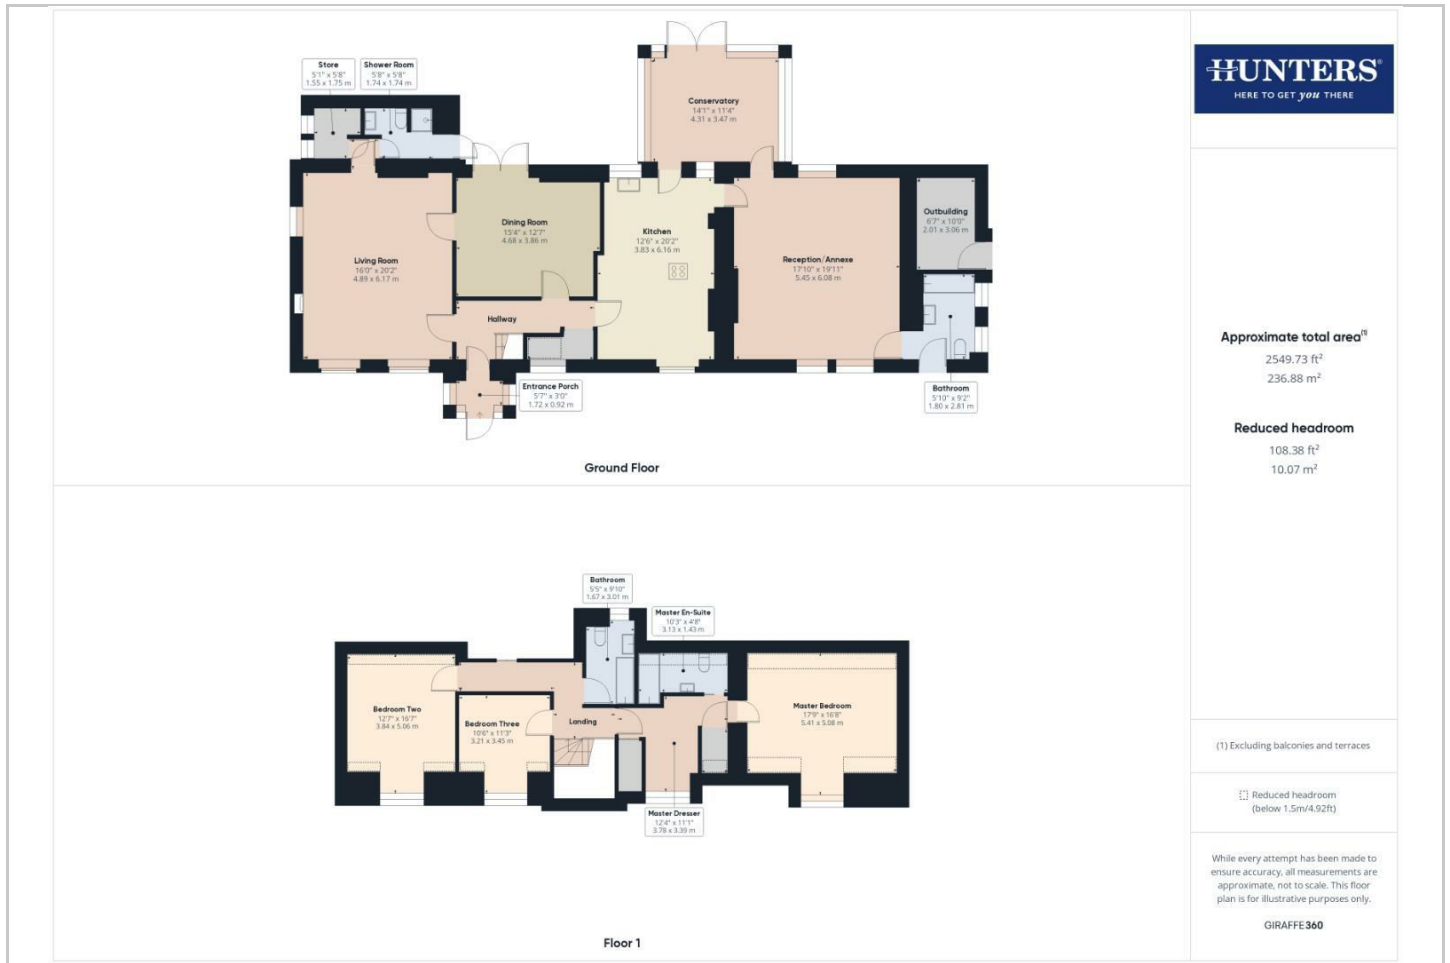 Store
5'1" x 5'8"
1.55 x 1.75 m
Shower Room
5'8" x 5'8"
1.74 x 1.74 m
Conservatory
14'1" x 11'4"
4.31 x 3.47 m
Dining Room
15'4" x 12'7"
4.68 x 3.86 m
Living Room
16'0" x 20'2"
4.89 x 6.17 m
Kitchen
12'6" x 20'2"
3.83 x 6.16 m
Reception/Annexe
17'10" x 19'11"
5.45 x 6.08 m
Outbuilding
6'7" x 10'0"
2.01 x 3.06 m
Hallway
Entrance Porch
5'7" x 3'0"
1.72 x 0.92 m
Bathroom
5'10" x 9'2"
1.80 x 2.81 m
Ground Floor
Bathroom
5'5" x 9'10"
1.67 x 3.01 m
Master En-Suite
10'3" x 4'8"
3.13 x 1.43 m
Bedroom Two
12'7" x 16'7"
3.84 x 5.06 m
Bedroom Three
10'6" x 11'3"
3.21 x 3.45 m
Landing
Master Bedroom
17'9" x 16'8"
5.41 x 5.08 m
Master Dresser
12'4" x 11'1"
3.78 x 3.39 m
Floor 1
HUNTERS®
HERE TO GET you THERE
Approximate total area(1)
2549.73 ft²
236.88 m²
Reduced headroom
108.38 ft²
10.07 m²
(1) Excluding balconies and terraces
Reduced headroom
(below 1.5m/4.92ft)
While every attempt has been made to
ensure accuracy, all measurements are
approximate, not to scale. This floor
plan is for illustrative purposes only.
GIRAFFE360